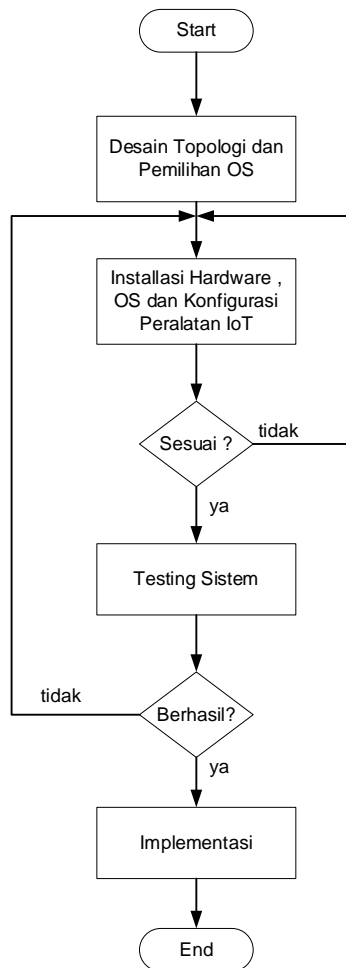 Start
Desain Topologi dan
Pemilihan OS
Installasi Hardware ,
OS dan Konfigurasi
Peralatan IoT
Sesuai ?
tidak
ya
Testing Sistem
tidak
Berhasil?
ya
Implementasi
End